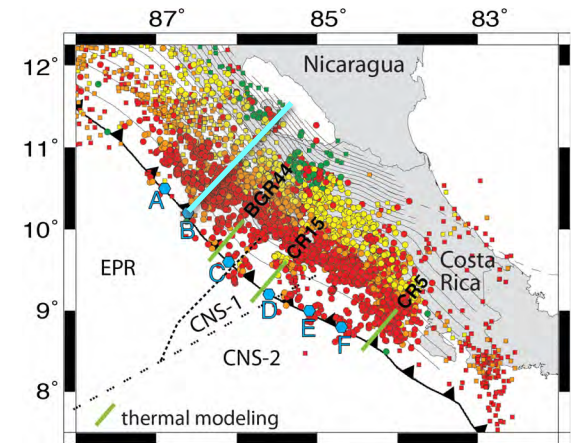 87° 85° 83°
12°
Nicaragua
11°
A
BGR44
B
10°
CR15
EPR
C
Costa
Rica
CR5
D
9°
CNS-1
E
F
CNS-2
8°
thermal modeling